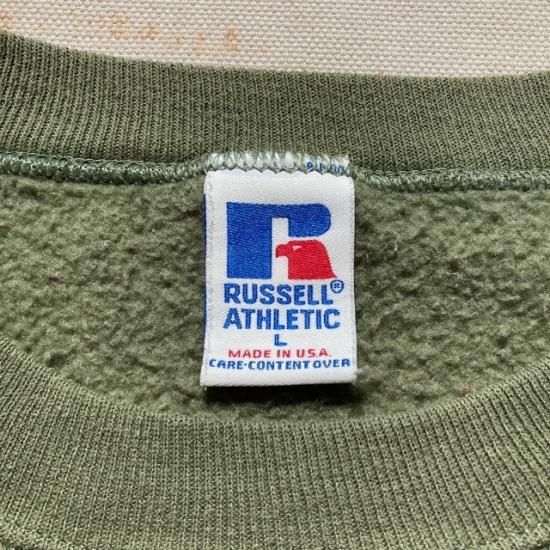 RUSSELL®
ATHLETIC
L
MADE IN U.S.A.
CARE-CONTENT OVER